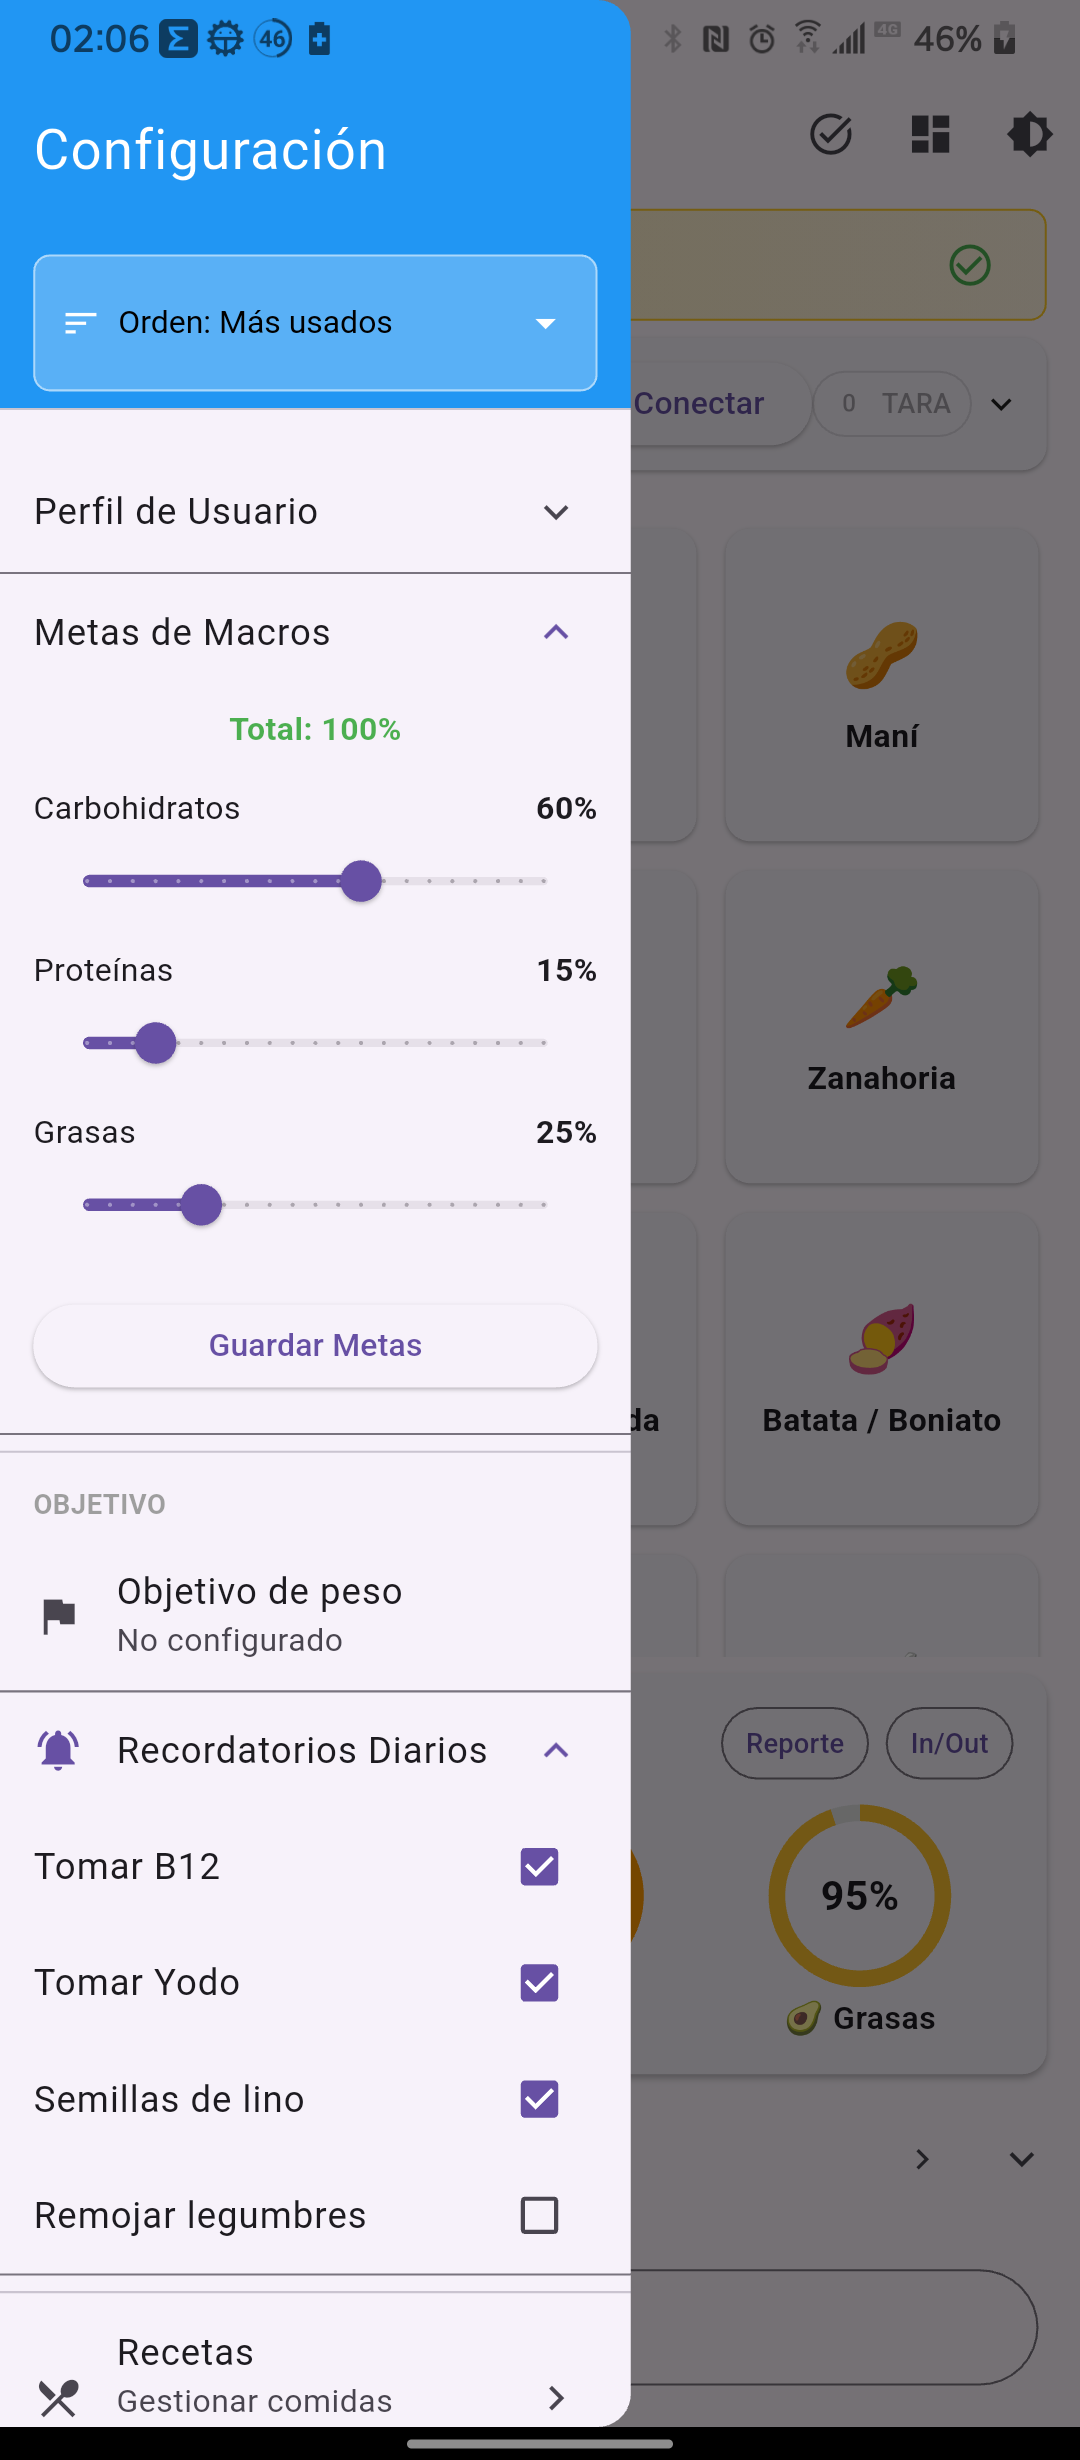 02:06
46
4G
46%
Configuración
Orden: Más usados
Conectar
0 TARA
Perfil de Usuario
Metas de Macros
Total: 100%
Carbohidratos 60%
Proteínas 15%
Grasas 25%
Guardar Metas
Maní
Zanahoria
da
Batata / Boniato
OBJETIVO
Objetivo de peso
No configurado
Recordatorios Diarios
Tomar B12
Tomar Yodo
Semillas de lino
Remojar legumbres
Reporte
In/Out
95%
Grasas
Recetas
Gestionar comidas